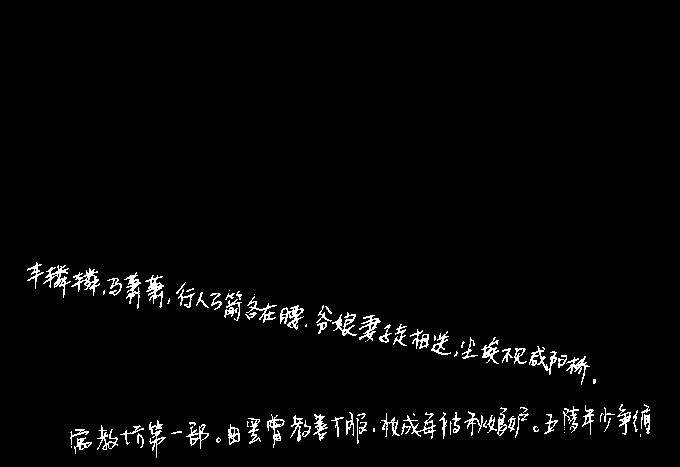 车辚辚，马萧萧，行人弓箭各在腰。爷娘妻子走相送，尘埃不见咸阳桥。
属教坊第一部。曲罢曾教善才服，妆成每被秋娘妒。五陵年少争缠